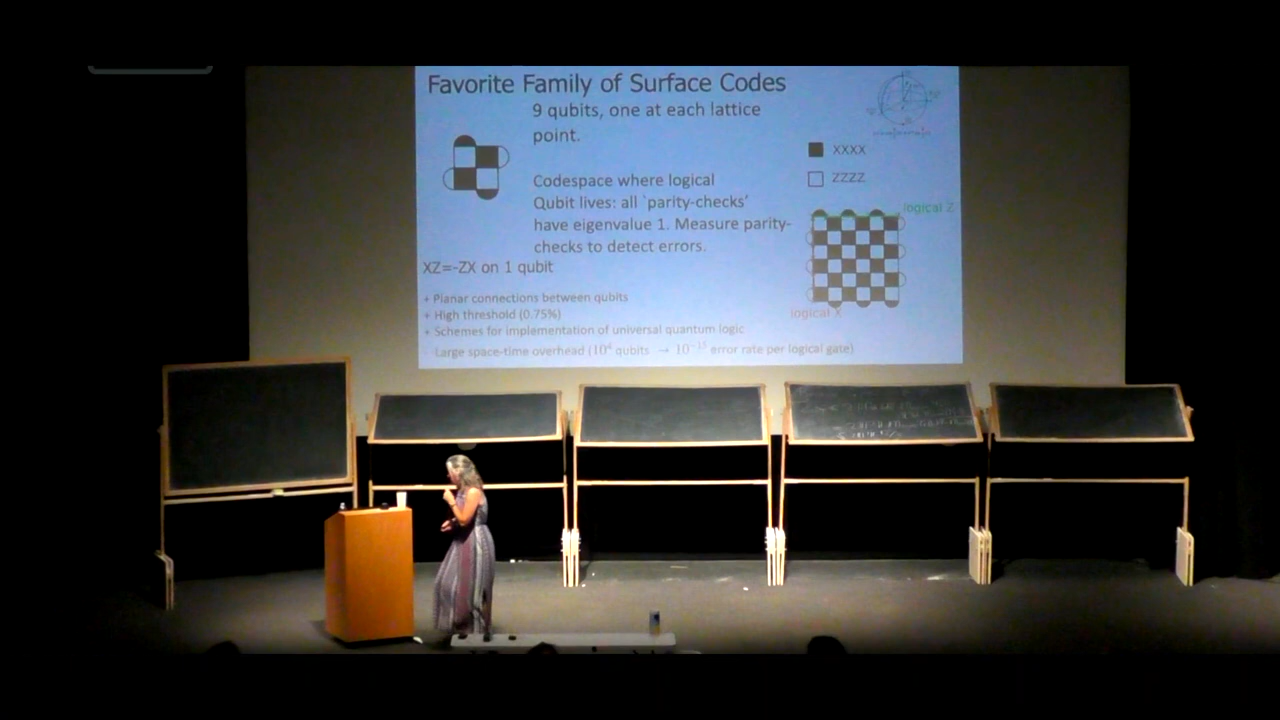 Favorite Family of Surface Codes
9 qubits, one at each lattice
point.
XXXX
ZZZZ
Codespace where logical
Qubit lives: all `parity-checks'
have eigenvalue 1. Measure parity-
checks to detect errors.
logical Z
XZ=-ZX on 1 qubit
+ Planar connections between qubits
+ High threshold (0.75%)
logical X
+ Schemes for implementation of universal quantum logic
- Large space-time overhead (10⁴ qubits → 10⁻¹⁵ error rate per logical gate)